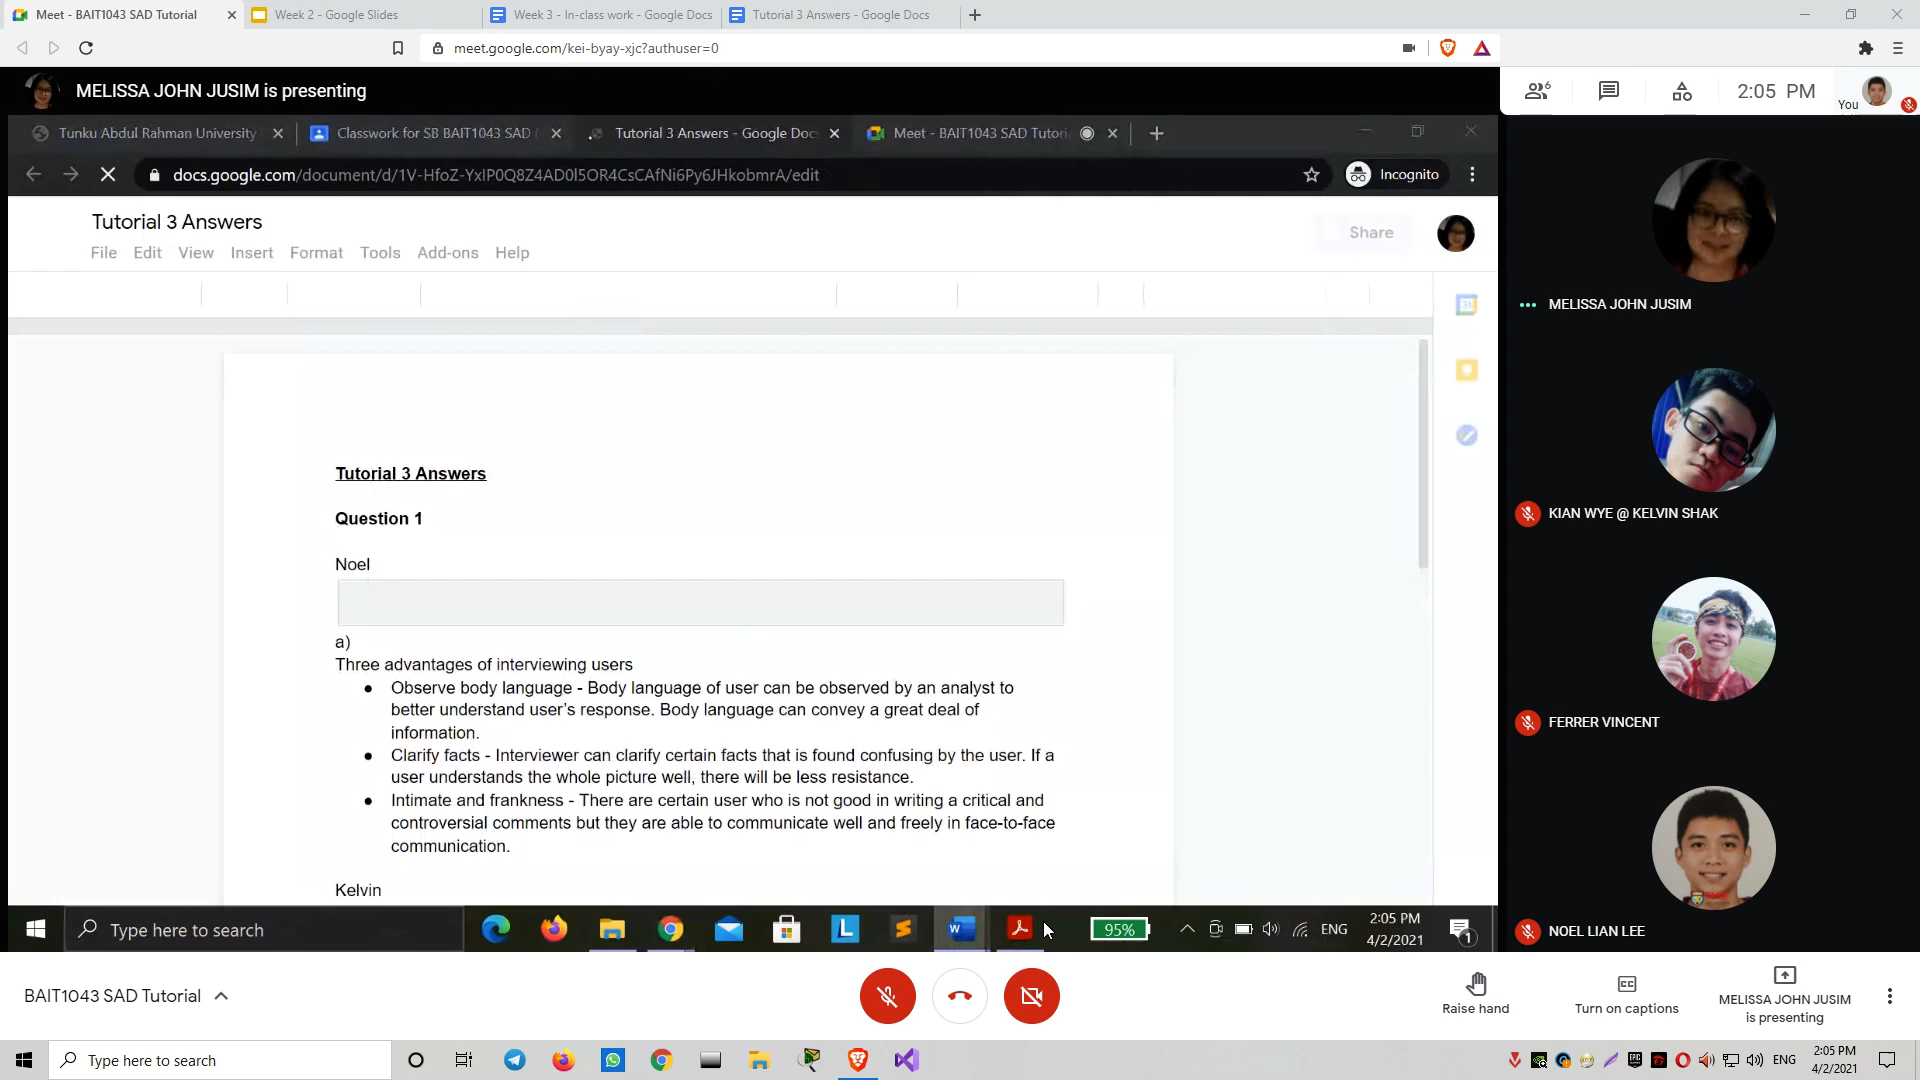 Meet - BAIT1043 SAD Tutorial
Week 2 - Google Slides
Week 3 - In-class work - Google Docs
Tutorial 3 Answers - Google Docs
meet.google.com/kei-byay-xjc?authuser=0
MELISSA JOHN JUSIM is presenting
6
2:05 PM
You
Tunku Abdul Rahman University
Classwork for SB BAIT1043 SAD (
Tutorial 3 Answers - Google Doc
Meet - BAIT1043 SAD Tutori
docs.google.com/document/d/1V-HfoZ-YxlP0Q8Z4AD0l5OR4CsCAfNi6Py6JHkobmrA/edit
Incognito
Tutorial 3 Answers
File Edit View Insert Format Tools Add-ons Help
Share
31
Tutorial 3 Answers
Question 1
Noel
a)
Three advantages of interviewing users
● Observe body language - Body language of user can be observed by an analyst to
better understand user's response. Body language can convey a great deal of
information.
● Clarify facts - Interviewer can clarify certain facts that is found confusing by the user. If a
user understands the whole picture well, there will be less resistance.
● Intimate and frankness - There are certain user who is not good in writing a critical and
controversial comments but they are able to communicate well and freely in face-to-face
communication.
Kelvin
MELISSA JOHN JUSIM
KIAN WYE @ KELVIN SHAK
FERRER VINCENT
NOEL LIAN LEE
Type here to search
L
W
95%
ENG
2:05 PM
4/2/2021
1
BAIT1043 SAD Tutorial
Raise hand
CC
Turn on captions
MELISSA JOHN JUSIM
is presenting
Type here to search
EPIC
ENG
2:05 PM
4/2/2021